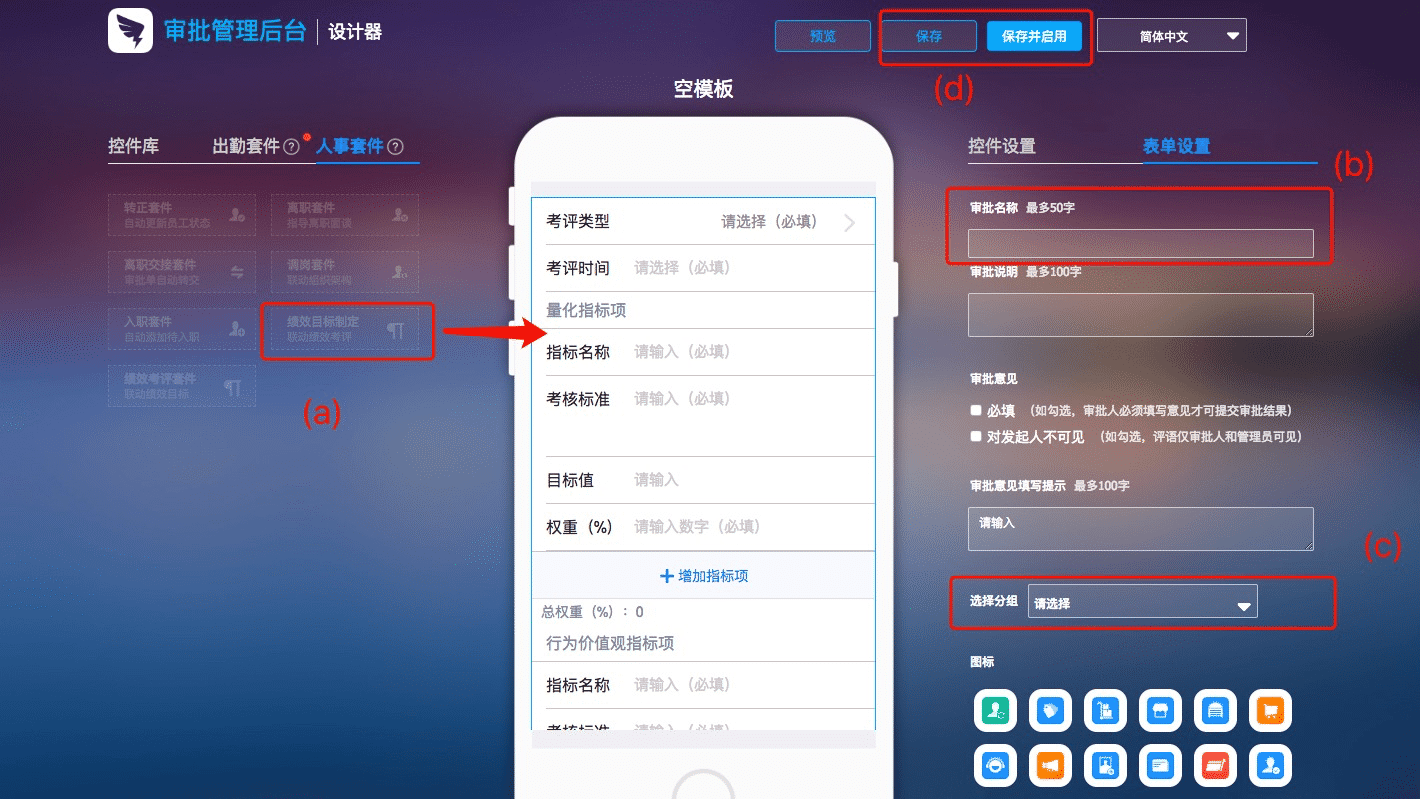 审批管理后台 设计器
预览 保存 保存并启用 简体中文
(d)
空模板
控件库 出勤套件 ? 人事套件 ?
控件设置 表单设置
(b)
转正套件
自动更新员工状态
离职套件
指导离职面谈
离职交接套件
审批单自动转交
调岗套件
联动组织架构
入职套件
自动添加待入职
绩效目标制定
联动绩效考评
绩效考评套件
联动绩效目标
(a)
考评类型 请选择（必填）
考评时间 请选择（必填）
量化指标项
指标名称 请输入（必填）
考核标准 请输入（必填）
目标值 请输入
权重（%） 请输入数字（必填）
+ 增加指标项
总权重（%）：0
行为价值观指标项
指标名称 请输入（必填）
考核标准 请输入（必填）
审批名称 最多50字
审批说明 最多100字
审批意见
必填 （如勾选，审批人必须填写意见才可提交审批结果）
对发起人不可见 （如勾选，评语仅审批人和管理员可见）
审批意见填写提示 最多100字
请输入
(c)
选择分组 请选择
图标